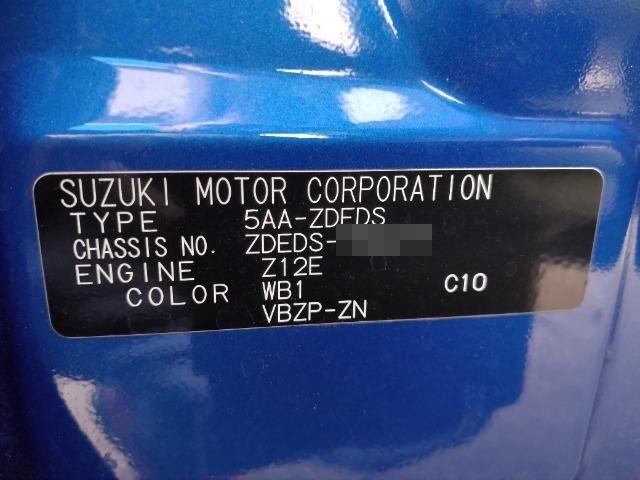 SUZUKI MOTOR CORPORATION
TYPE 5AA-ZDEDS
CHASSIS NO. ZDEDS-
ENGINE Z12E
COLOR WB1 C10
VBZP-ZN